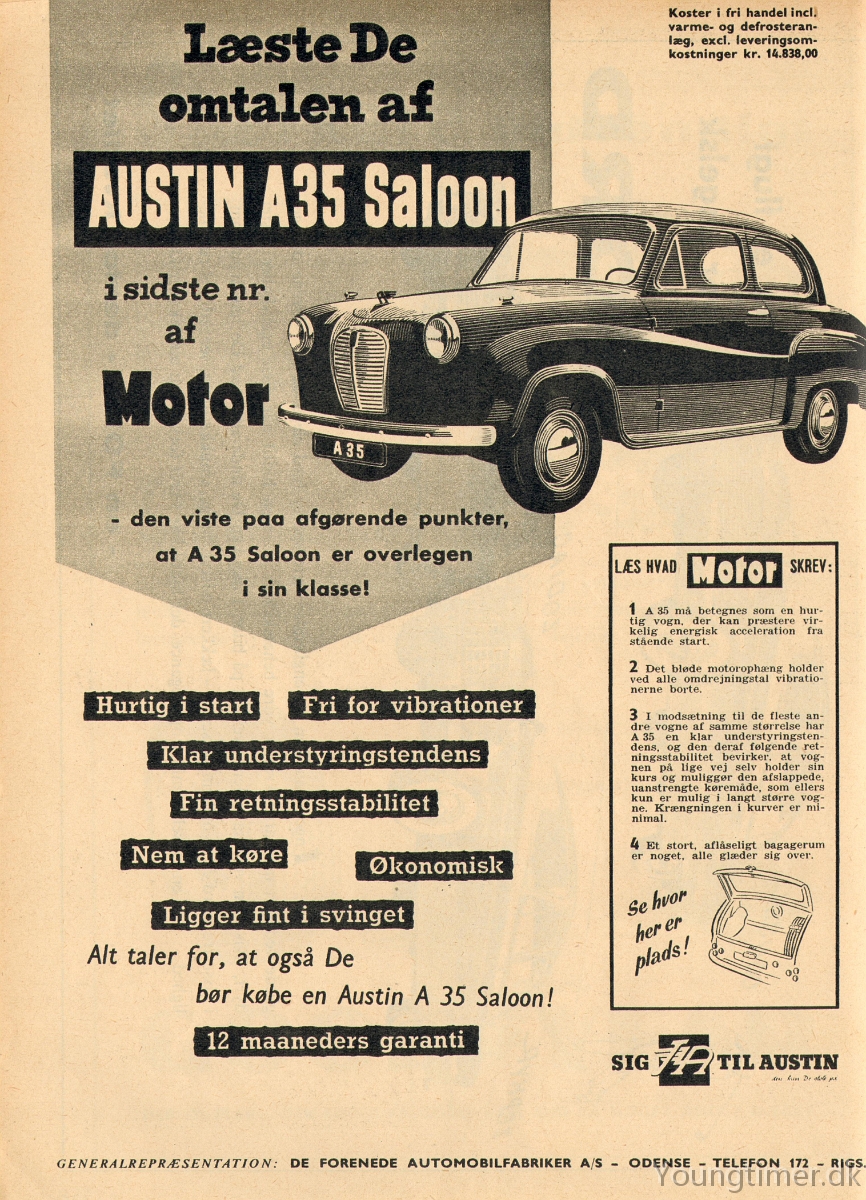 Læste De
omtalen af
AUSTIN A35 Saloon
i sidste nr.
af
Motor
- den viste paa afgørende punkter,
at A 35 Saloon er overlegen
i sin klasse!
Koster i fri handel incl.
varme- og defrosteran-
læg, excl. leveringsom-
kostninger kr. 14.838,00
A 35
Hurtig i start
Fri for vibrationer
Klar understyringstendens
Fin retningsstabilitet
Nem at køre
Økonomisk
Ligger fint i svinget
Alt taler for, at også De
bør købe en Austin A 35 Saloon!
12 maaneders garanti
LÆS HVAD Motor SKREV:
1 A 35 må betegnes som en hur-
tig vogn, der kan præstere vir-
kelig energisk acceleration fra
stående start.
2 Det bløde motorophæng holder
ved alle omdrejningstal vibratio-
nerne borte.
3 I modsætning til de fleste an-
dre vogne af samme størrelse har
A 35 en klar understyringsten-
dens, og den deraf følgende ret-
ningsstabilitet bevirker, at vog-
nen på lige vej selv holder sin
kurs og muliggør den afslappede,
uanstrengte køremåde, som ellers
kun er mulig i langt større vog-
ne. Krængningen i kurver er mi-
nimal.
4 Et stort, aflåseligt bagagerum
er noget, alle glæder sig over.
Se hvor
her er
plads!
SIG JA TIL AUSTIN
GENERALREPRÆSENTATION: DE FORENEDE AUTOMOBILFABRIKER A/S - ODENSE - TELEFON 172 - RIGS.
Youngtimer.dk